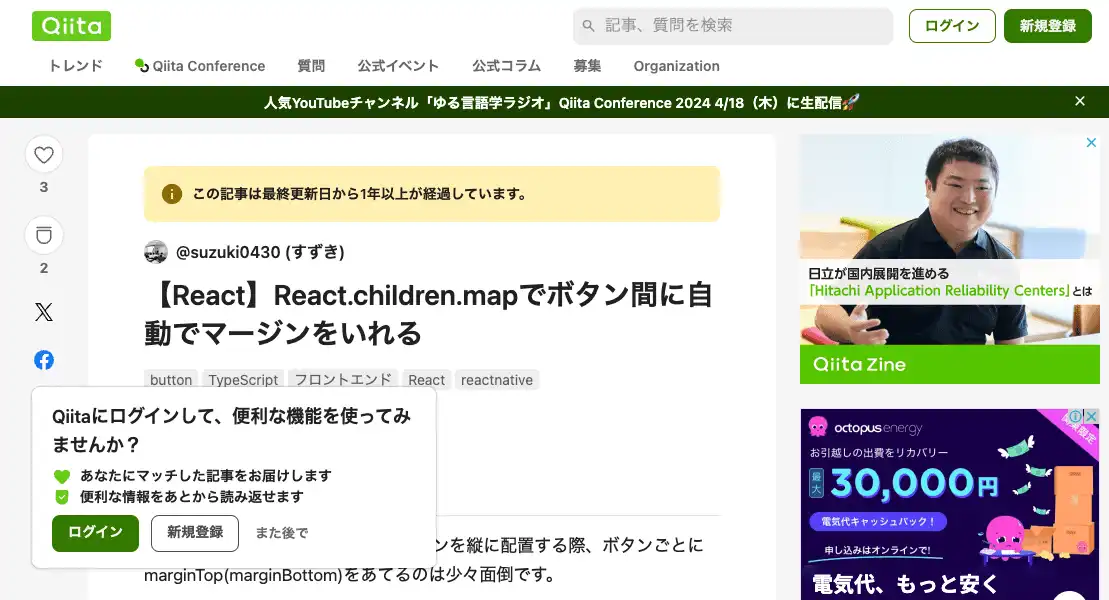 Qiita
記事、質問を検索
ログイン
新規登録
トレンド
Qiita Conference
質問
公式イベント
公式コラム
募集
Organization
人気YouTubeチャンネル「ゆる言語学ラジオ」Qiita Conference 2024 4/18（木）に生配信🚀
3
2
この記事は最終更新日から1年以上が経過しています。
@suzuki0430 (すずき)
【React】React.children.mapでボタン間に自
動でマージンをいれる
button
TypeScript
フロントエンド
React
reactnative
Qiitaにログインして、便利な機能を使ってみ
ませんか？
あなたにマッチした記事をお届けします
便利な情報をあとから読み返せます
ログイン
新規登録
また後で
ンを縦に配置する際、ボタンごとに
marginTop(marginBottom)をあてるのは少々面倒です。
日立が国内展開を進める
「Hitachi Application Reliability Centers」とは
Qiita Zine
octopus energy
お引越しの出費をリカバリー
最大
30,000円
電気代キャッシュバック！
申し込みはオンラインで！
電気代、もっと安く